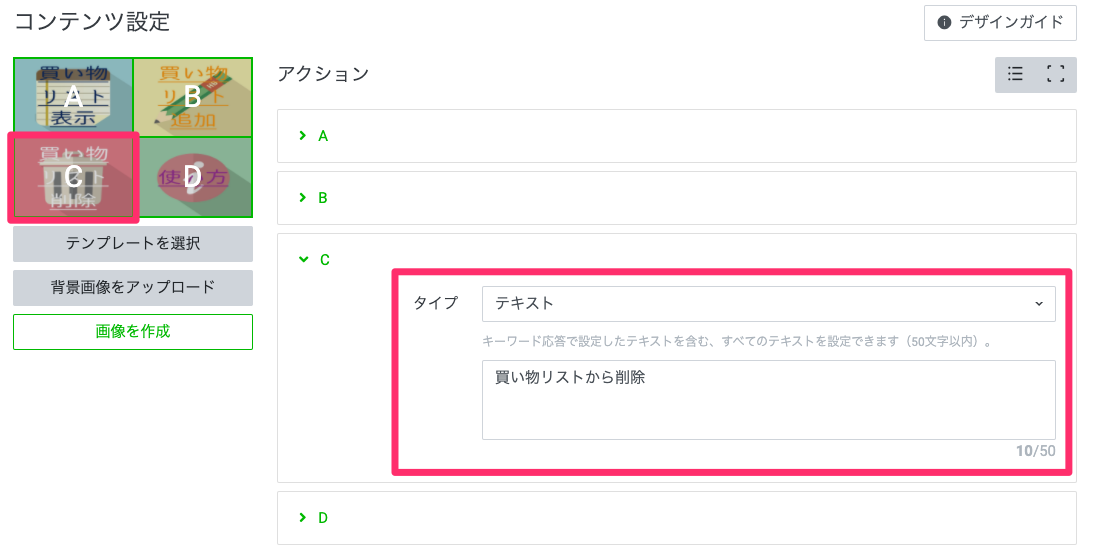 コンテンツ設定
デザインガイド
買い物
リスト
表示
A
買い物
リスト
追加
B
買い物
リスト
削除
C
使い方
D
テンプレートを選択
背景画像をアップロード
画像を作成
アクション
A
B
C
タイプ
テキスト
キーワード応答で設定したテキストを含む、すべてのテキストを設定できます（50文字以内）。
買い物リストから削除
10/50
D